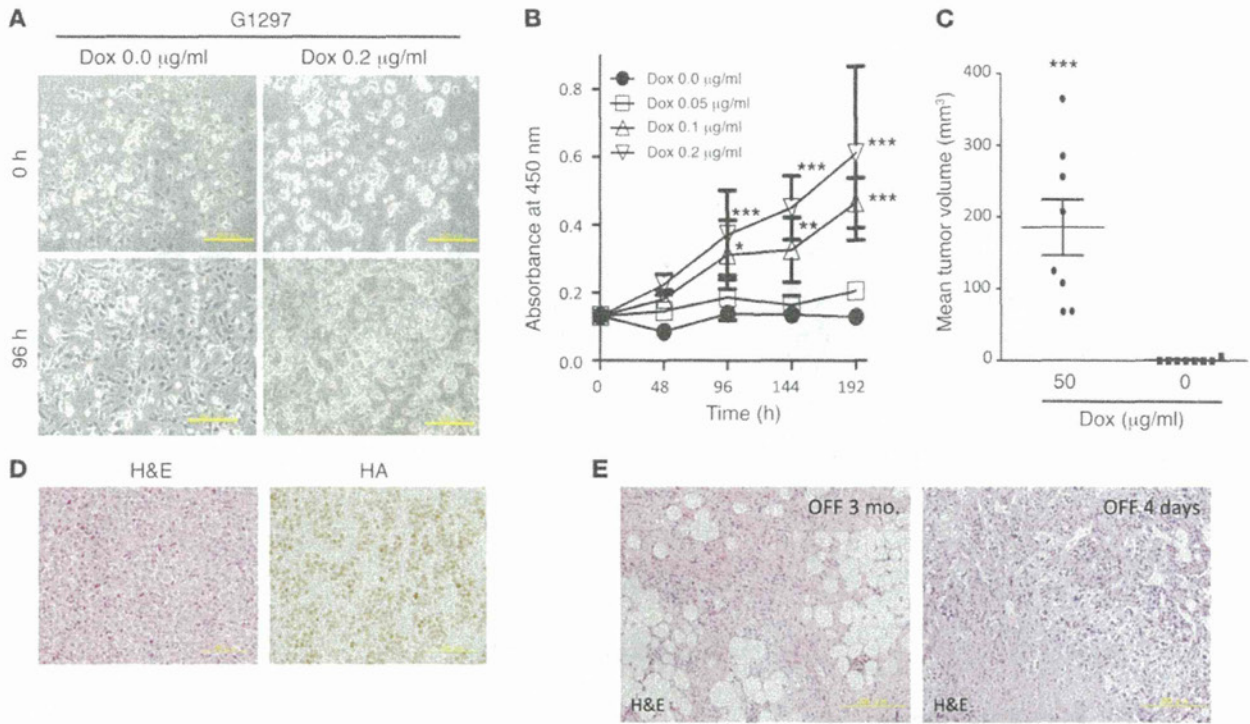 A
G1297
Dox 0.0 μg/ml
Dox 0.2 μg/ml
0 h
96 h
B
Absorbance at 450 nm
0.8
0.6
0.4
0.2
0.0
Dox 0.0 μg/ml
Dox 0.05 μg/ml
Dox 0.1 μg/ml
Dox 0.2 μg/ml
***
*
***
**
***
***
0
48
96
144
192
Time (h)
C
Mean tumor volume (mm³)
400
300
200
100
0
***
50
0
Dox (μg/ml)
D
H&E
HA
E
OFF 3 mo.
OFF 4 days
H&E
H&E